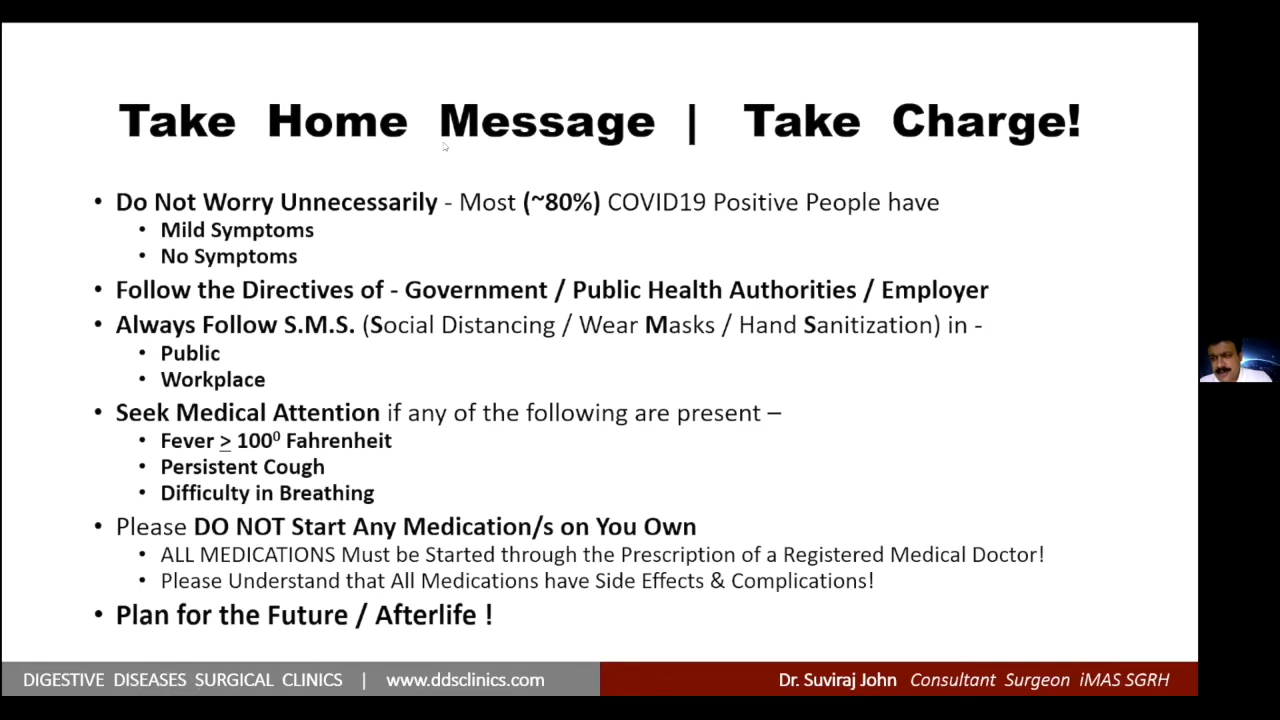 Take Home Message | Take Charge!
• Do Not Worry Unnecessarily - Most (~80%) COVID19 Positive People have
• Mild Symptoms
• No Symptoms
• Follow the Directives of - Government / Public Health Authorities / Employer
• Always Follow S.M.S. (Social Distancing / Wear Masks / Hand Sanitization) in -
• Public
• Workplace
• Seek Medical Attention if any of the following are present –
• Fever ≥ 100⁰ Fahrenheit
• Persistent Cough
• Difficulty in Breathing
• Please DO NOT Start Any Medication/s on You Own
• ALL MEDICATIONS Must be Started through the Prescription of a Registered Medical Doctor!
• Please Understand that All Medications have Side Effects & Complications!
• Plan for the Future / Afterlife !
DIGESTIVE DISEASES SURGICAL CLINICS | www.ddsclinics.com
Dr. Suviraj John Consultant Surgeon iMAS SGRH